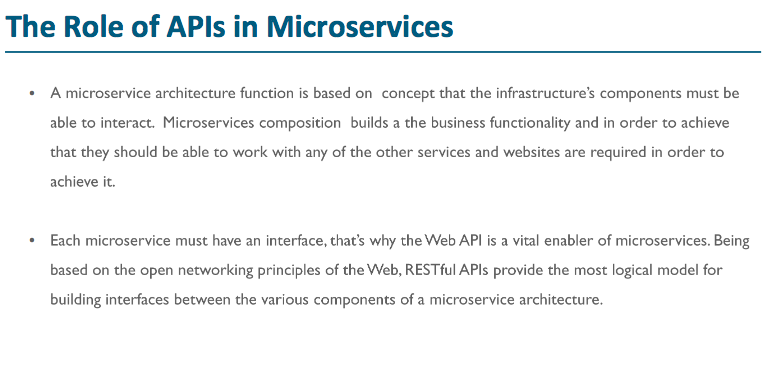 The Role of APIs in Microservices
• A microservice architecture function is based on  concept that the infrastructure's components must be
able to interact.  Microservices composition  builds a the business functionality and in order to achieve
that they should be able to work with any of the other services and websites are required in order to
achieve it.
• Each microservice must have an interface, that's why the Web API is a vital enabler of microservices. Being
based on the open networking principles of the Web, RESTful APIs provide the most logical model for
building interfaces between the various components of a microservice architecture.